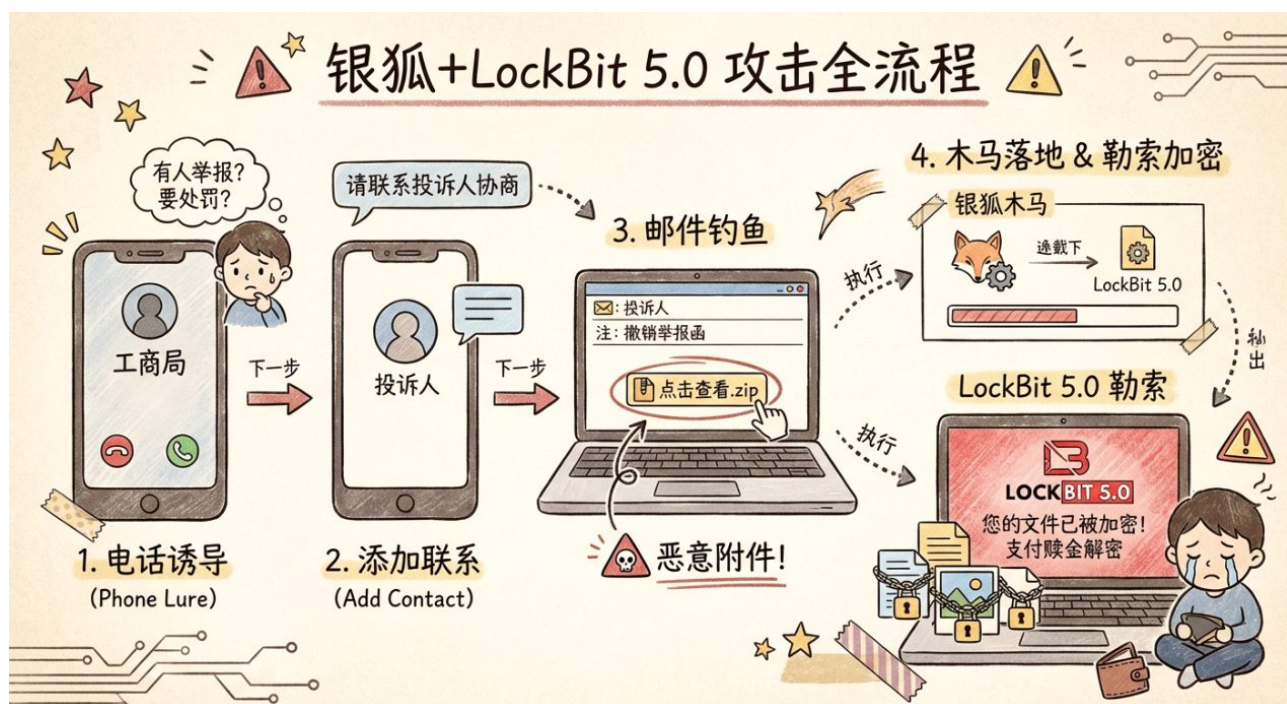 银狐+LockBit 5.0 攻击全流程
有人举报?
要处罚?
工商局
下一步
1. 电话诱导
(Phone Lure)
请联系投诉人协商
投诉人
下一步
2. 添加联系
(Add Contact)
3. 邮件钓鱼
: 投诉人
注: 撤销举报函
点击查看.zip
恶意附件!
执行
执行
4. 木马落地 & 勒索加密
银狐木马
LockBit 5.0
LockBit 5.0 勒索
LOCKBIT 5.0
您的文件已被加密!
支付赎金解密